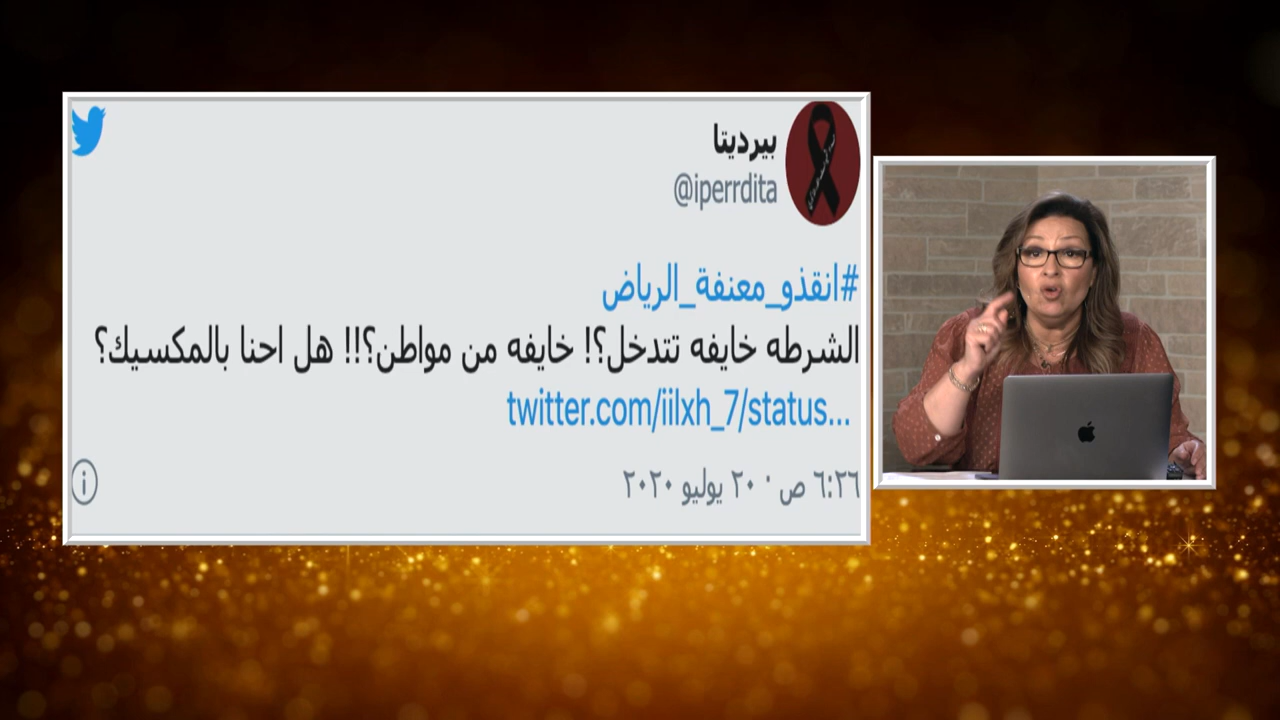 بيرديتا
@iperrdita
#انقذو_معنفة_الرياض
الشرطه خايفه تتدخل؟! خايفه من مواطن؟!! هل احنا بالمكسيك؟
twitter.com/iilxh_7/status...
٦:٢٦ ص · ٢٠ يوليو ٢٠٢٠